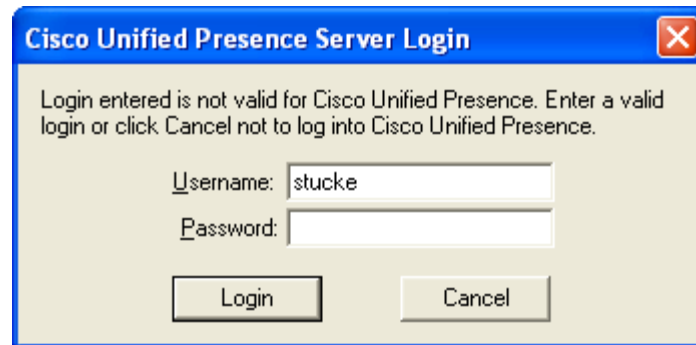 Cisco Unified Presence Server Login
Login entered is not valid for Cisco Unified Presence. Enter a valid
login or click Cancel not to log into Cisco Unified Presence.
Username: stucke
Password:
Login Cancel